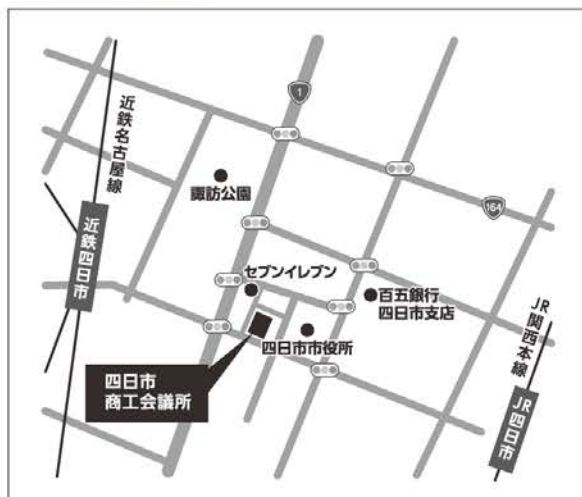 1
近鉄名古屋線
諏訪公園
164
近鉄四日市
セブンイレブン
百五銀行
四日市支店
JR関西本線
四日市市役所
四日市
商工会議所
JR四日市